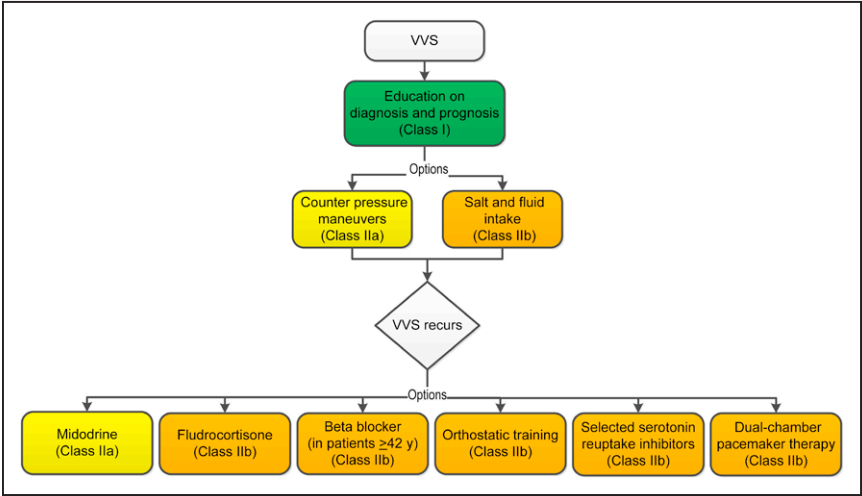 VVS
Education on
diagnosis and prognosis
(Class I)
Options
Counter pressure
maneuvers
(Class IIa)
Salt and fluid
intake
(Class IIb)
VVS recurs
Options
Midodrine
(Class IIa)
Fludrocortisone
(Class IIb)
Beta blocker
(in patients ≥42 y)
(Class IIb)
Orthostatic training
(Class IIb)
Selected serotonin
reuptake inhibitors
(Class IIb)
Dual-chamber
pacemaker therapy
(Class IIb)